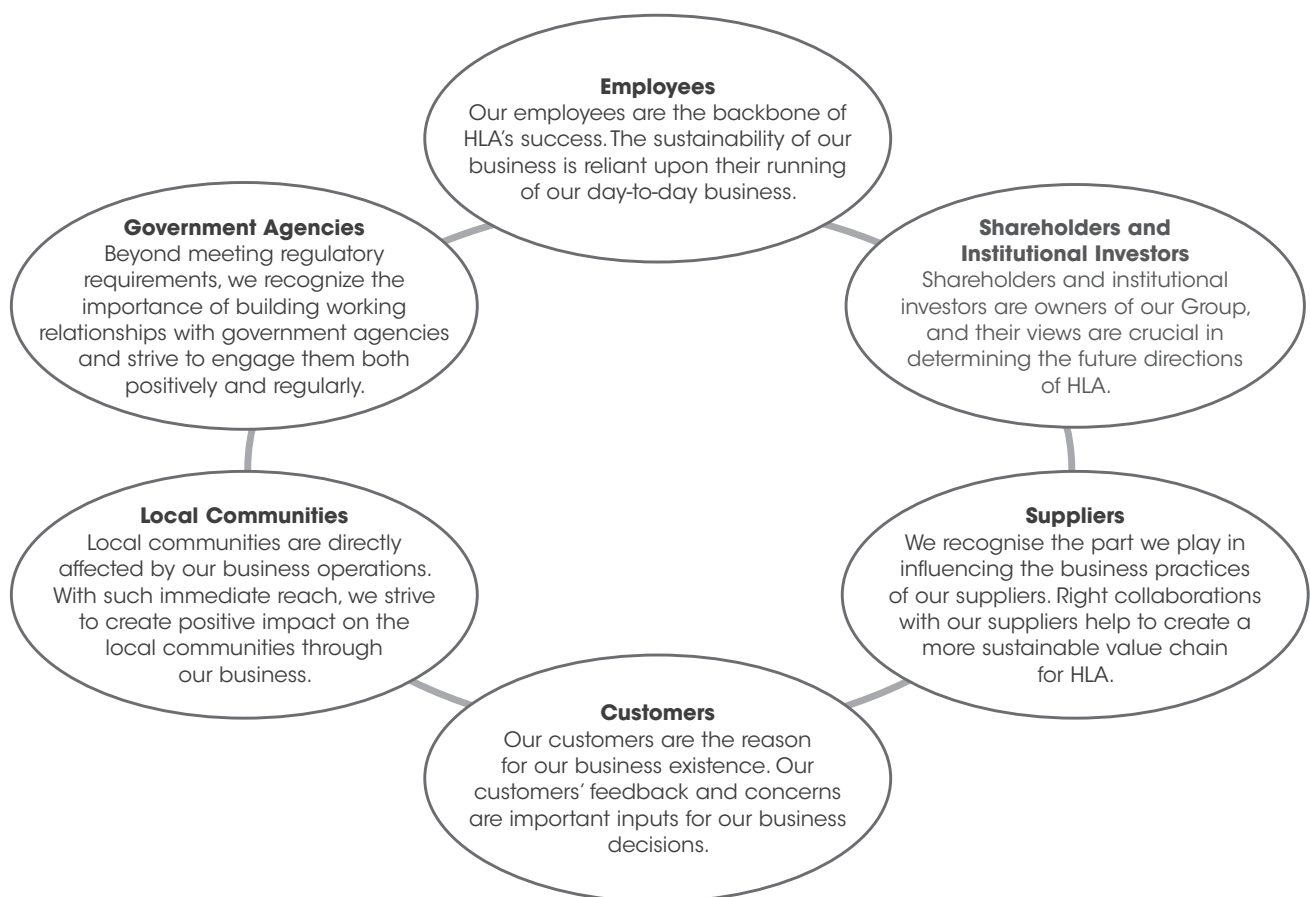 Employees
Our employees are the backbone of
HLA's success. The sustainability of our
business is reliant upon their running
of our day-to-day business.
Government Agencies
Beyond meeting regulatory
requirements, we recognize the
importance of building working
relationships with government agencies
and strive to engage them both
positively and regularly.
Shareholders and
Institutional Investors
Shareholders and institutional
investors are owners of our Group,
and their views are crucial in
determining the future directions
of HLA.
Local Communities
Local communities are directly
affected by our business operations.
With such immediate reach, we strive
to create positive impact on the
local communities through
our business.
Suppliers
We recognise the part we play in
influencing the business practices
of our suppliers. Right collaborations
with our suppliers help to create a
more sustainable value chain
for HLA.
Customers
Our customers are the reason
for our business existence. Our
customers' feedback and concerns
are important inputs for our business
decisions.